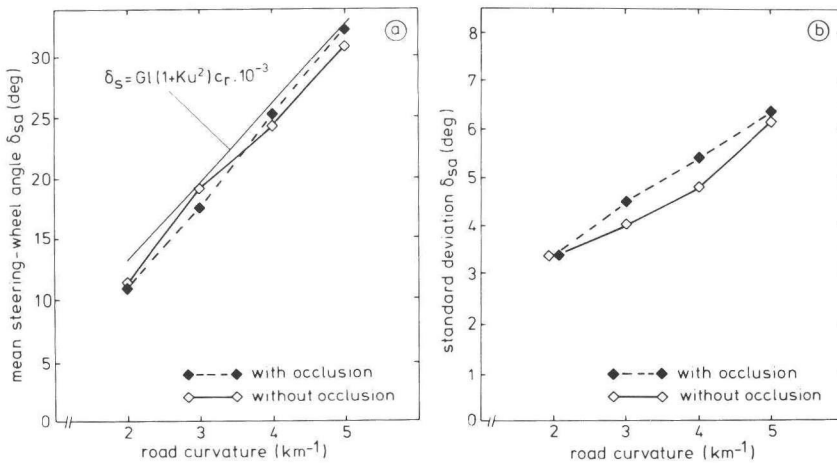 a
30
25
20
15
10
5
0
mean steering-wheel angle δsa (deg)
δs=Gl(1+Ku²)cr.10⁻³
with occlusion
without occlusion
2 3 4 5
road curvature (km⁻¹)
b
8
7
6
5
4
3
2
1
0
standard deviation δsa (deg)
with occlusion
without occlusion
2 3 4 5
road curvature (km⁻¹)